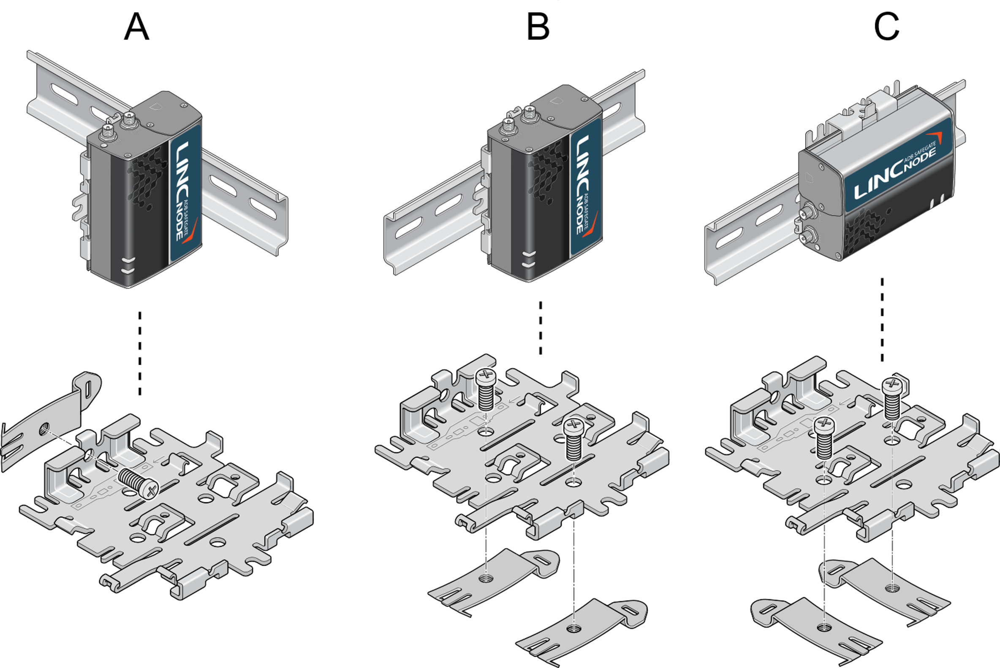 A
B
C
LINC NODE
ADB SAFEGATE
LINC NODE
ADB SAFEGATE
LINC NODE
ADB SAFEGATE